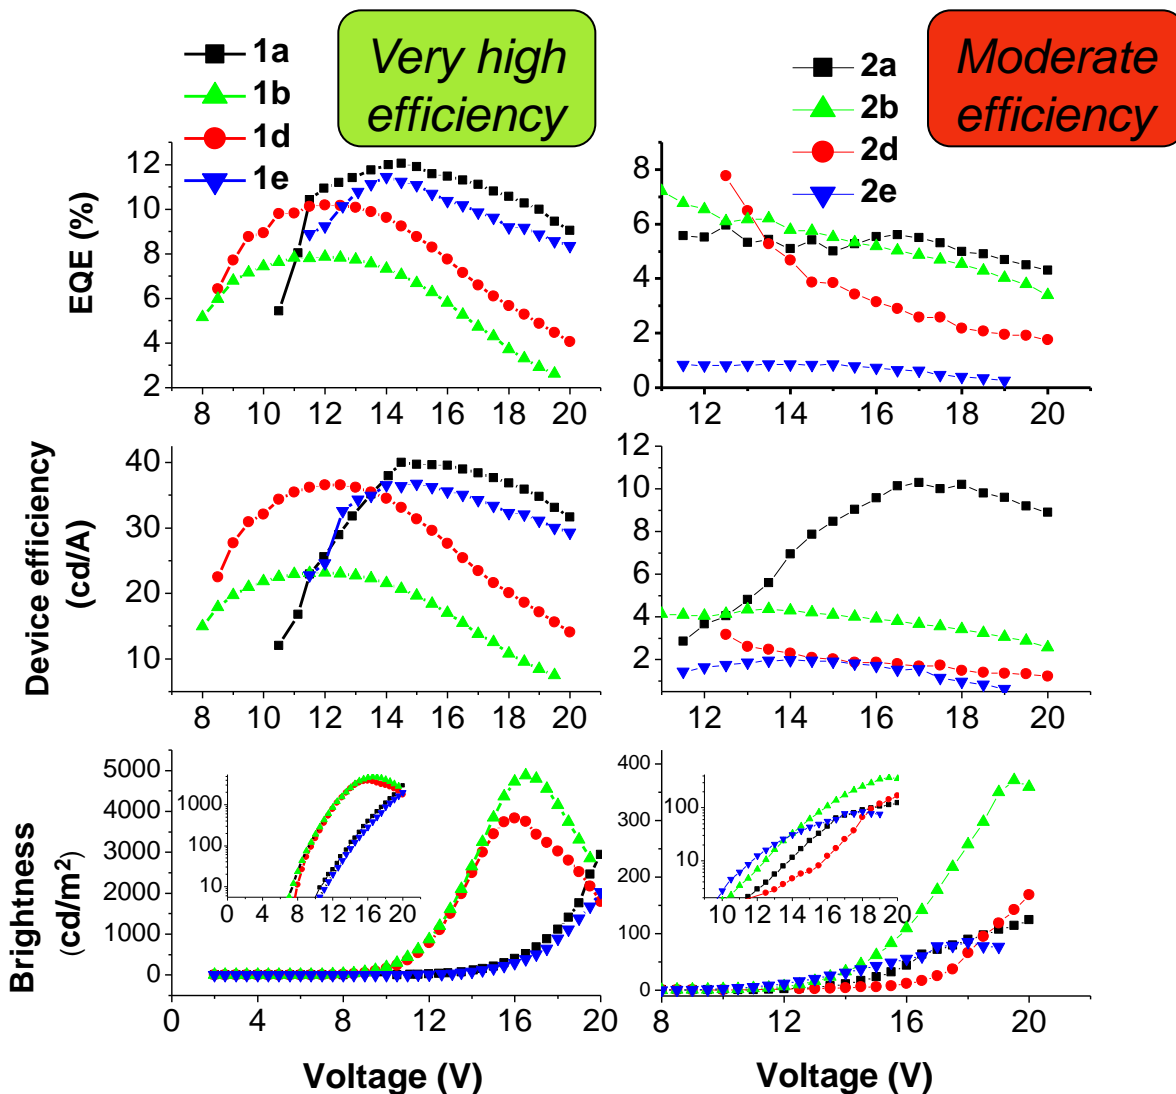 1a
1b
1d
1e
Very high
efficiency
2a
2b
2d
2e
Moderate
efficiency
EQE (%)
12
10
8
6
4
2
8 10 12 14 16 18 20
8
6
4
2
0
12 14 16 18 20
Device efficiency
(cd/A)
40
30
20
10
8 10 12 14 16 18 20
12
10
8
6
4
2
12 14 16 18 20
Brightness
(cd/m2)
5000
4000
3000
2000
1000
0
0 4 8 12 16 20
1000
100
10
0 4 8 12 16 20
400
300
200
100
0
8 12 16 20
100
10
10 12 14 16 18 20
Voltage (V)
Voltage (V)